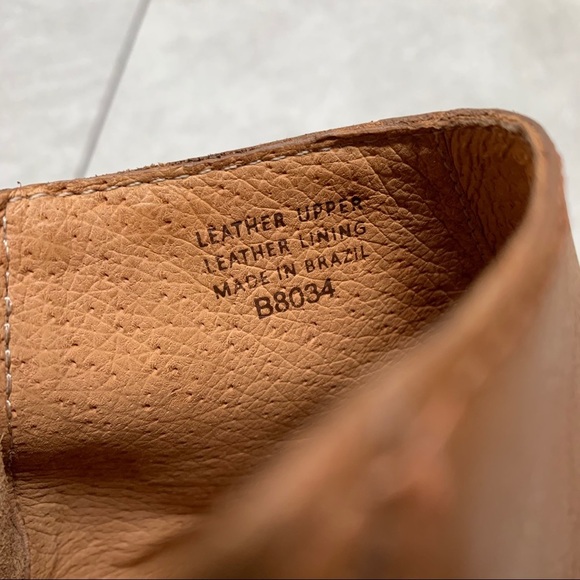 LEATHER UPPER
LEATHER LINING
MADE IN BRAZIL
B8034